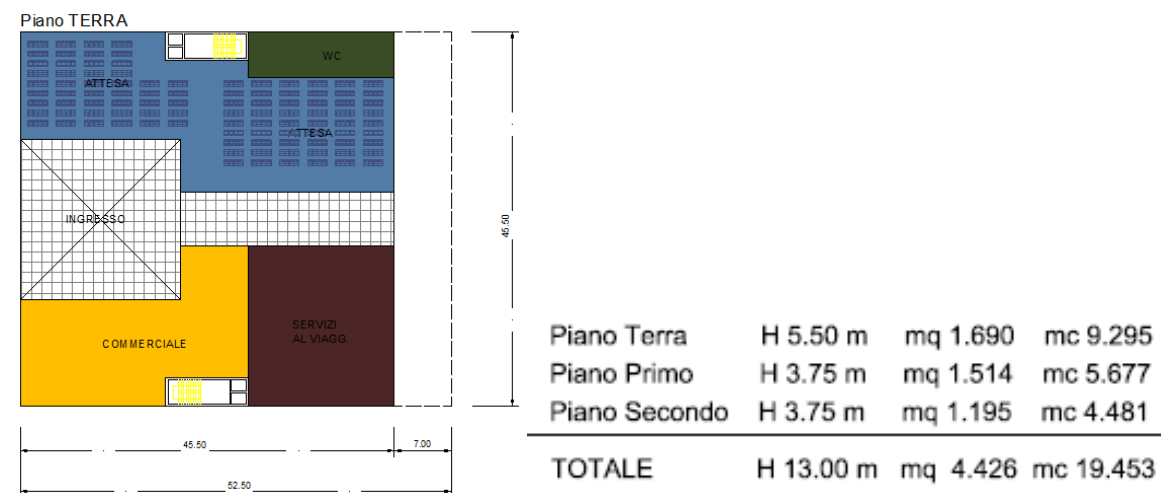 Piano TERRA
WC
ATTESA
ATTESA
INGRESSO
45.50
COMMERCIALE
SERVIZI
AL VIAGG.
45.50
7.00
52.50
Piano Terra H 5.50 m mq 1.690 mc 9.295
Piano Primo H 3.75 m mq 1.514 mc 5.677
Piano Secondo H 3.75 m mq 1.195 mc 4.481
TOTALE H 13.00 m mq 4.426 mc 19.453